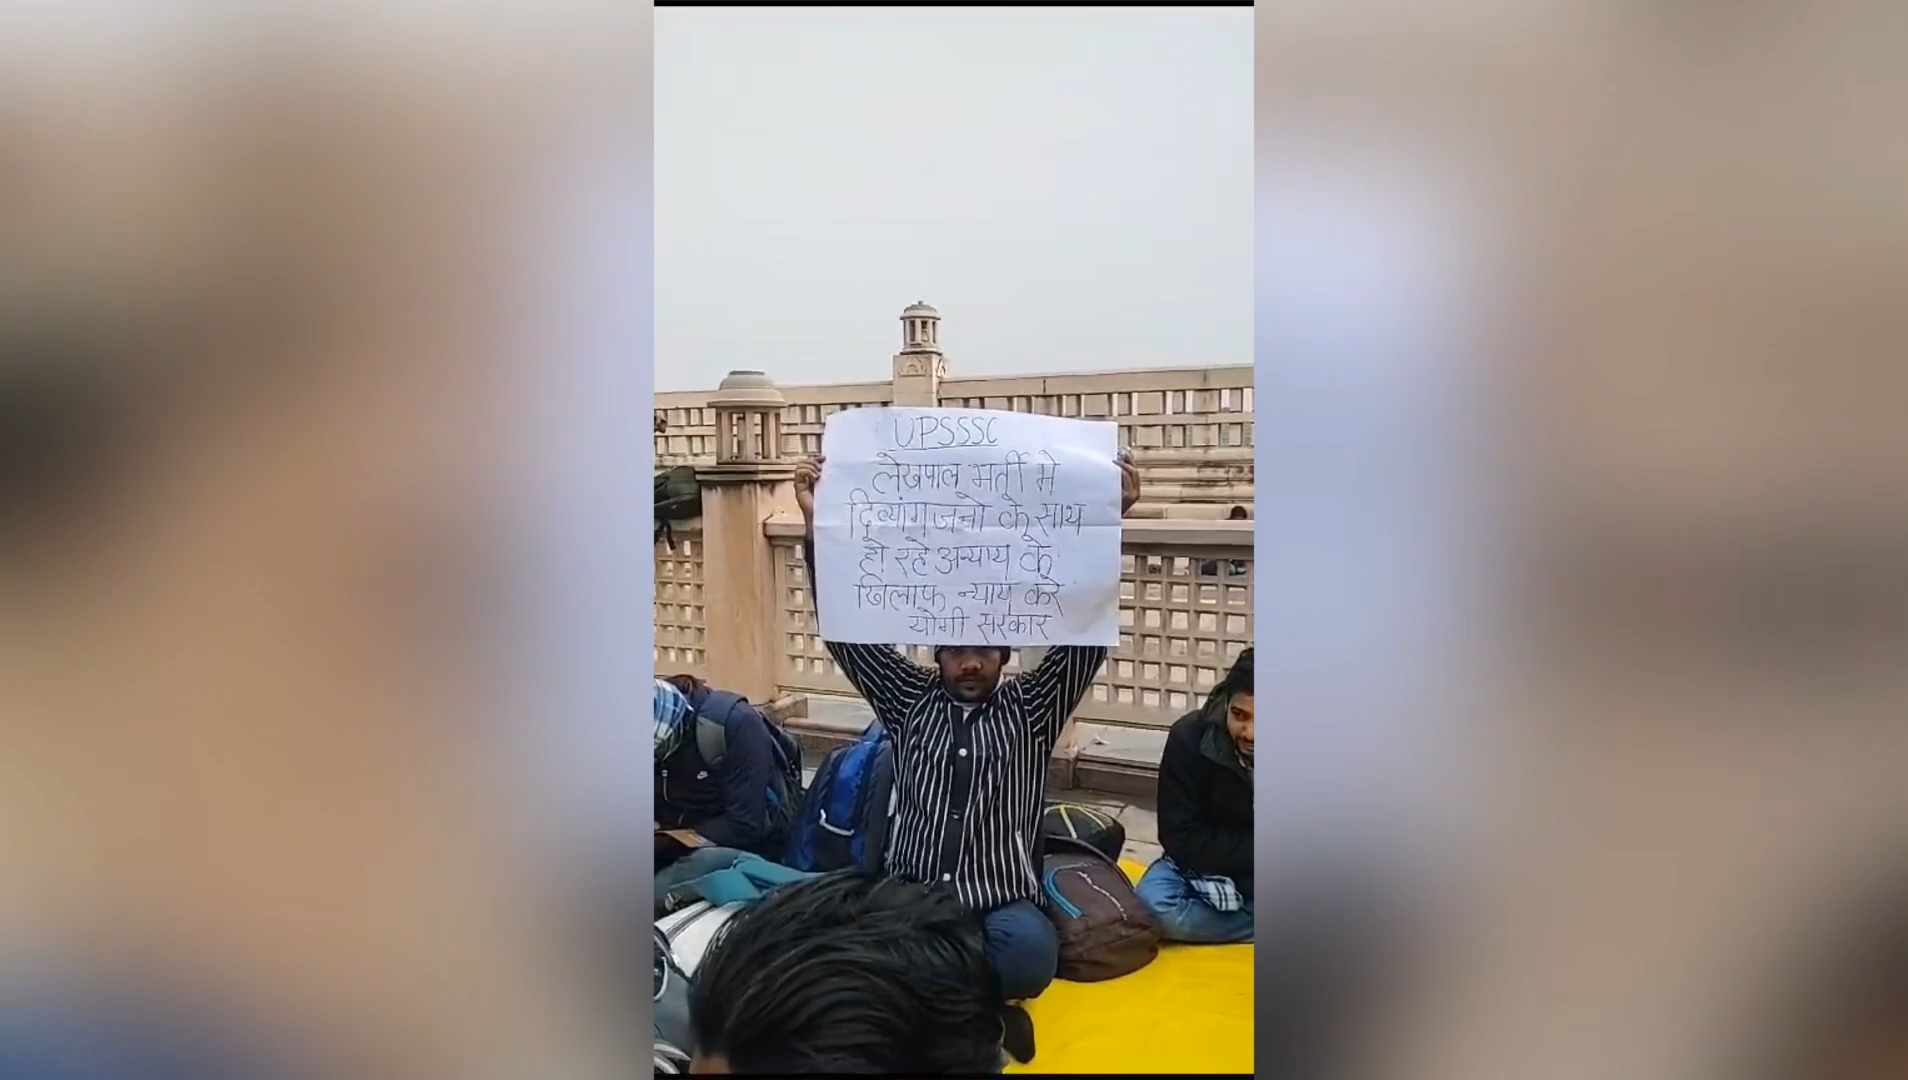 UPSSSC
लेखपाल भर्ती मे
दिव्यांगजनो के साथ
हो रहे अन्याय के
खिलाफ न्याय करे
योगी सरकार